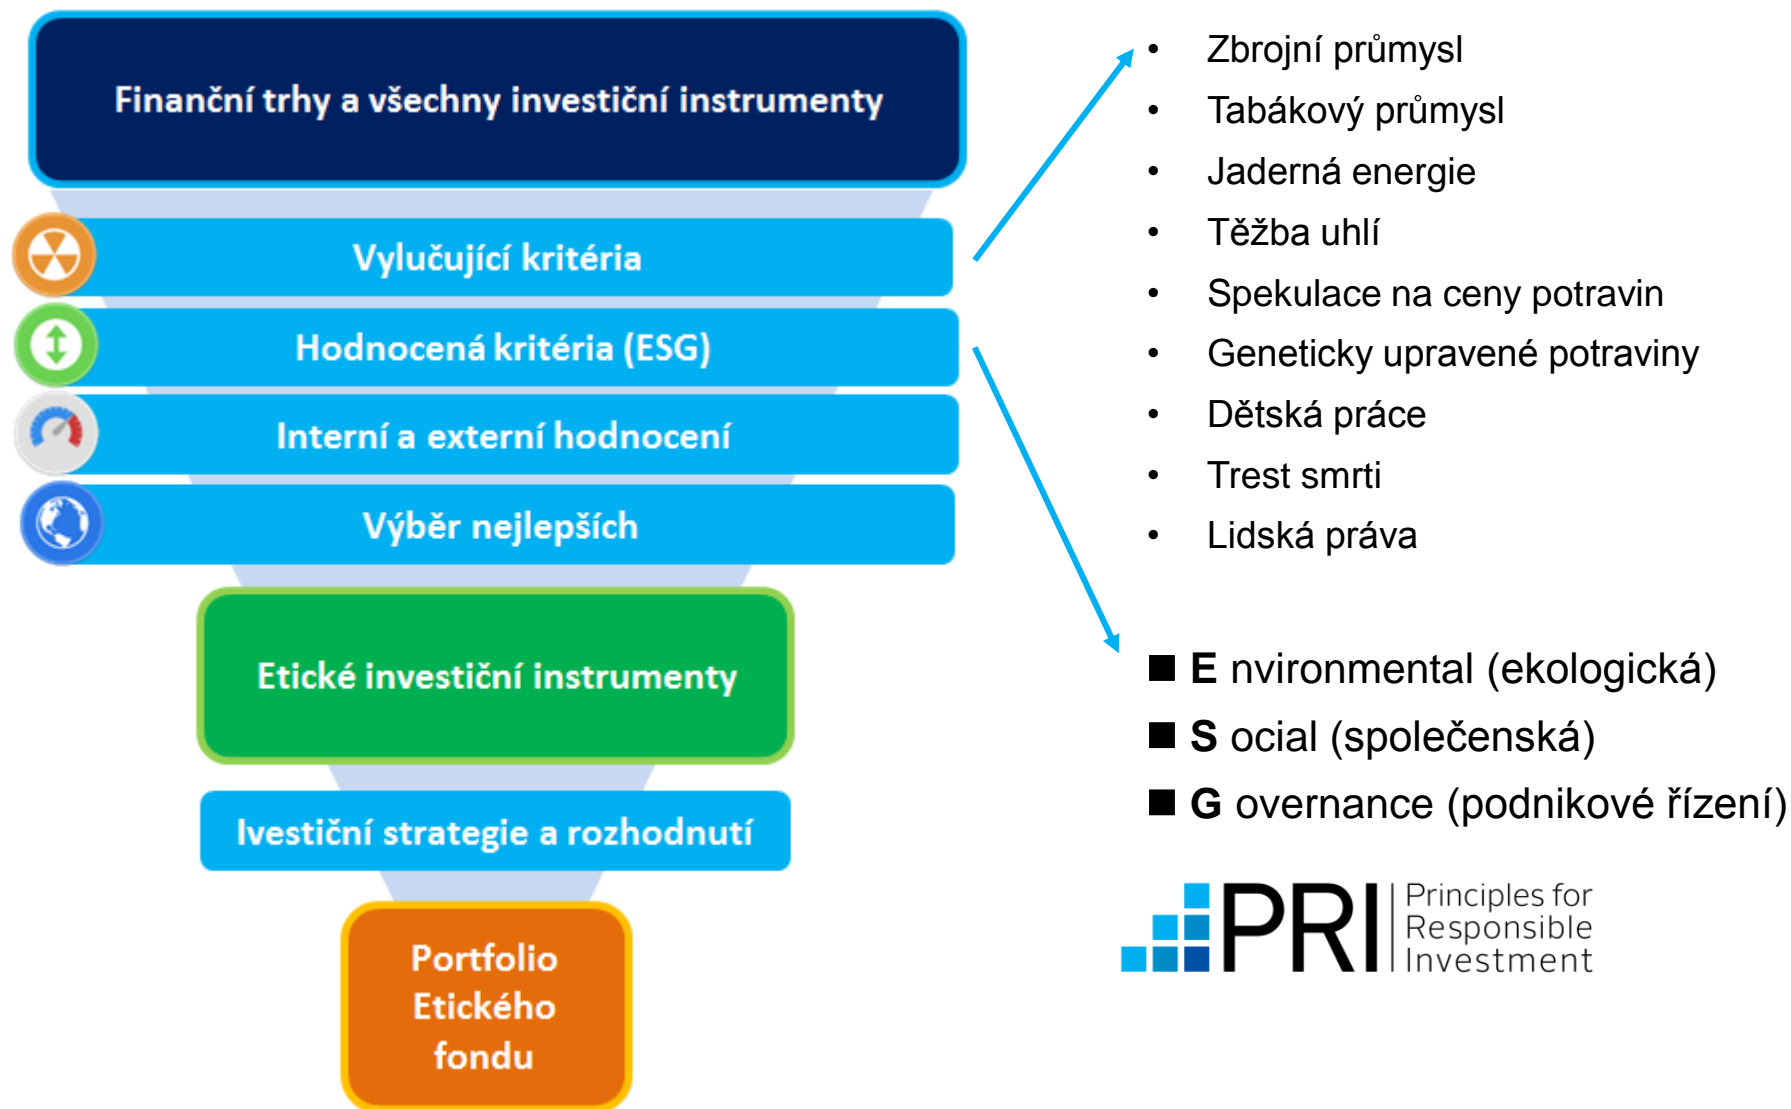 Finanční trhy a všechny investiční instrumenty
Vylučující kritéria
Hodnocená kritéria (ESG)
Interní a externí hodnocení
Výběr nejlepších
Etické investiční instrumenty
Ivestiční strategie a rozhodnutí
Portfolio
Etického
fondu
• Zbrojní průmysl
• Tabákový průmysl
• Jaderná energie
• Těžba uhlí
• Spekulace na ceny potravin
• Geneticky upravené potraviny
• Dětská práce
• Trest smrti
• Lidská práva
■ E nvironmental (ekologická)
■ S ocial (společenská)
■ G overnance (podnikové řízení)
PRI
Principles for
Responsible
Investment